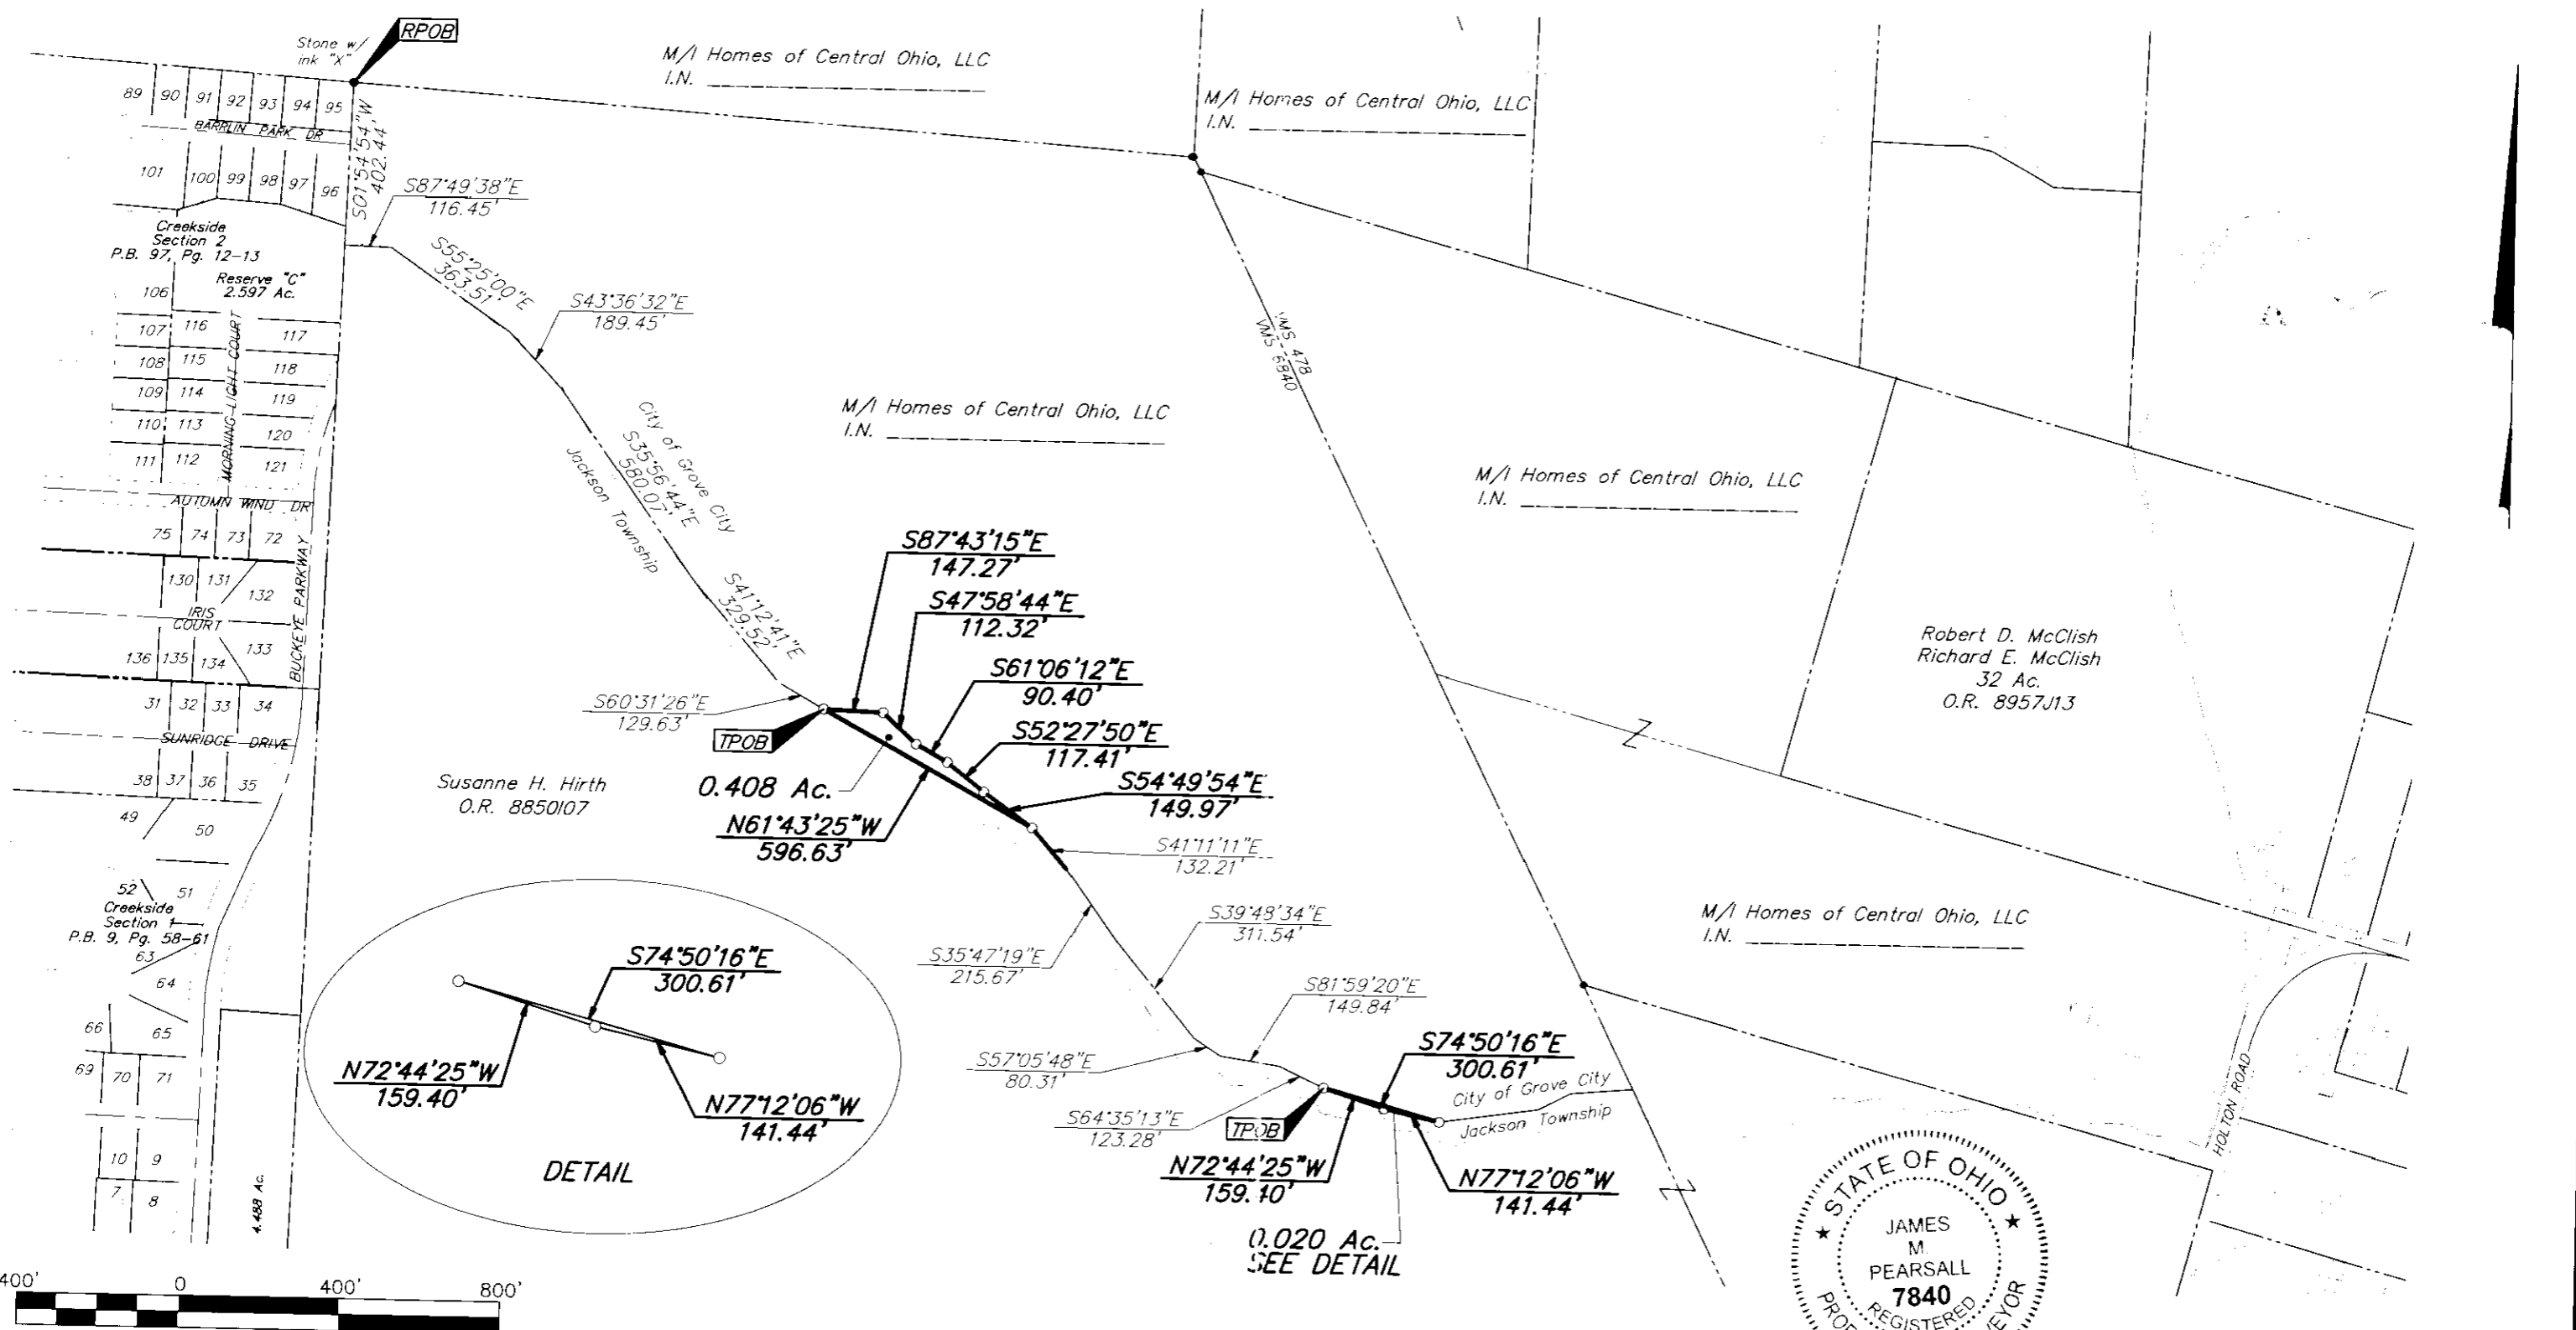 RPOB
Stone w/
ink "X"
M/I Homes of Central Ohio, LLC
I.N.
M/I Homes of Central Ohio, LLC
I.N.
89 90 91 92 93 94 95
BARRLIN PARK DR
S01°54'54"W
402.44'
101 100 99 98 97 96
S87°49'38"E
116.45'
Creekside
Section 2
P.B. 97, Pg. 12-13
Reserve "C"
2.597 Ac.
S55°25'00"E
363.51'
S43°36'32"E
189.45'
106
107 116 117
108 115 118
109 114 119
110 113 120
111 112 121
MORNING LIGHT COURT
VMS 478
VMS 6840
City of Grove City
S35°56'44"E
580.07'
Jackson Township
M/I Homes of Central Ohio, LLC
I.N.
M/I Homes of Central Ohio, LLC
I.N.
AUTUMN WIND DR
75 74 73 72
BUCKEYE PARKWAY
130 131 132
IRIS
COURT
136 135 134 133
31 32 33 34
SUNRIDGE DRIVE
38 37 36 35
49 50
52 51
Creekside
Section 1
P.B. 9, Pg. 58-61
63
64
66 65
69 70 71
10 9
7 8
4.488 Ac.
S41°12'41"E
329.52'
S87°43'15"E
147.27'
S47°58'44"E
112.32'
S61°06'12"E
90.40'
S60°31'26"E
129.63'
TPOB
S52°27'50"E
117.41'
S54°49'54"E
149.97'
0.408 Ac.
N61°43'25"W
596.63'
Susanne H. Hirth
O.R. 8850I07
S41°11'11"E
132.21'
Robert D. McClish
Richard E. McClish
32 Ac.
O.R. 8957J13
M/I Homes of Central Ohio, LLC
I.N.
S39°48'34"E
311.54'
S35°47'19"E
215.67'
S81°59'20"E
149.84'
S57°05'48"E
80.31'
S64°35'13"E
123.28'
TPOB
S74°50'16"E
300.61'
City of Grove City
Jackson Township
N72°44'25"W
159.40'
N77°12'06"W
141.44'
0.020 Ac.
SEE DETAIL
S74°50'16"E
300.61'
N72°44'25"W
159.40'
N77°12'06"W
141.44'
DETAIL
HOLTON ROAD
400' 0 400' 800'
STATE OF OHIO
JAMES
M.
PEARSALL
7840
REGISTERED